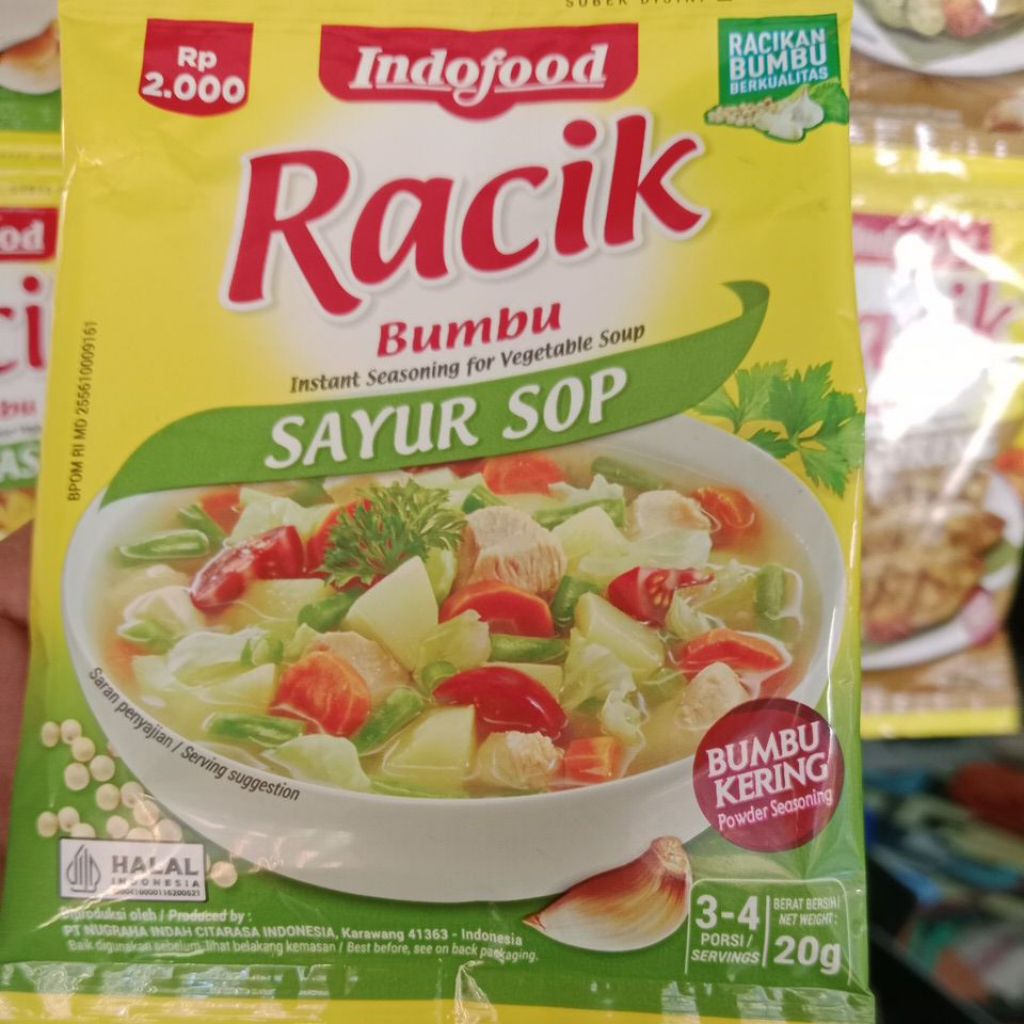 Rp
2.000
Indofood
RACIKAN
BUMBU
BERKUALITAS
Racik
Bumbu
Instant Seasoning for Vegetable Soup
SAYUR SOP
BPOM RI MD 255610009161
Saran penyajian / Serving suggestion
BUMBU
KERING
Powder Seasoning
HALAL
INDONESIA
Diproduksi oleh / Produced by :
PT NUGRAHA INDAH CITARASA INDONESIA, Karawang 41363 - Indonesia
Baik digunakan sebelum, lihat belakang kemasan / Best before, see on back packaging.
3-4
PORSI /
SERVINGS
BERAT BERSIH /
NET WEIGHT :
20g